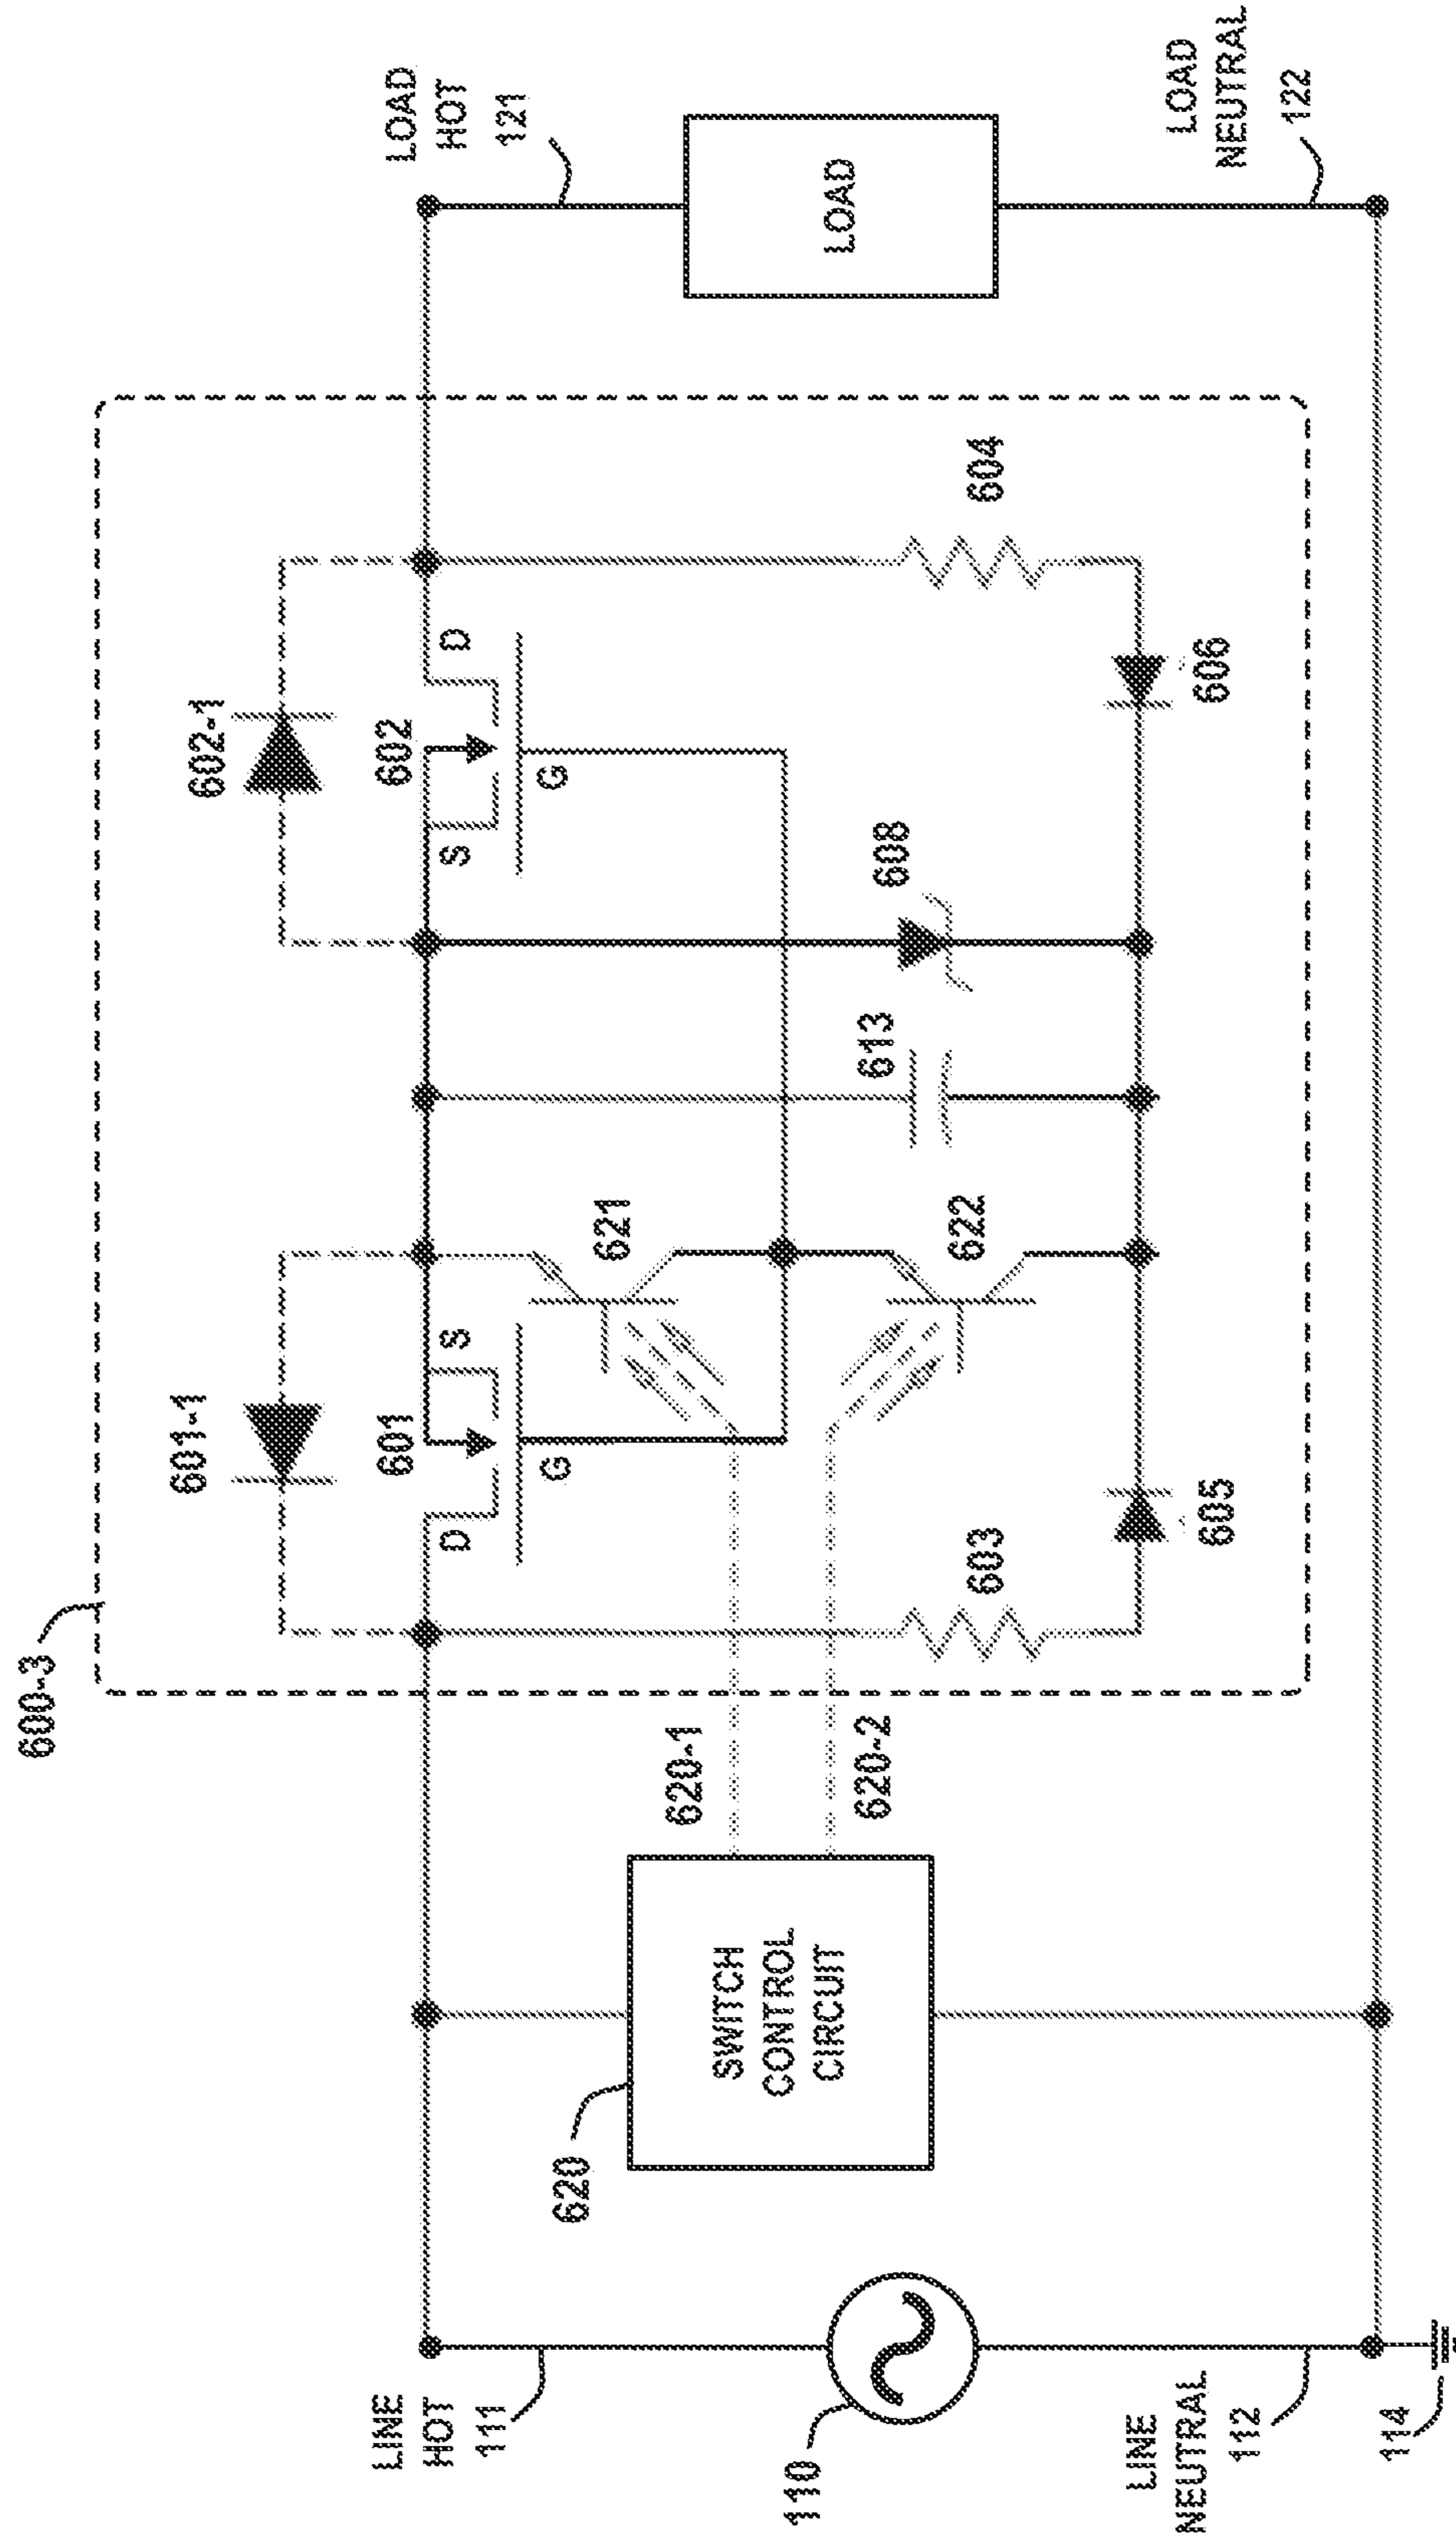 600-3
601-1
602-1
LOAD
HOT
121
LINE
HOT
111
D
601
S
G
S
602
D
G
620
SWITCH
CONTROL
CIRCUIT
620-1
620-2
621
622
613
608
603
604
605
606
LOAD
110
LINE
NEUTRAL
112
114
LOAD
NEUTRAL
122